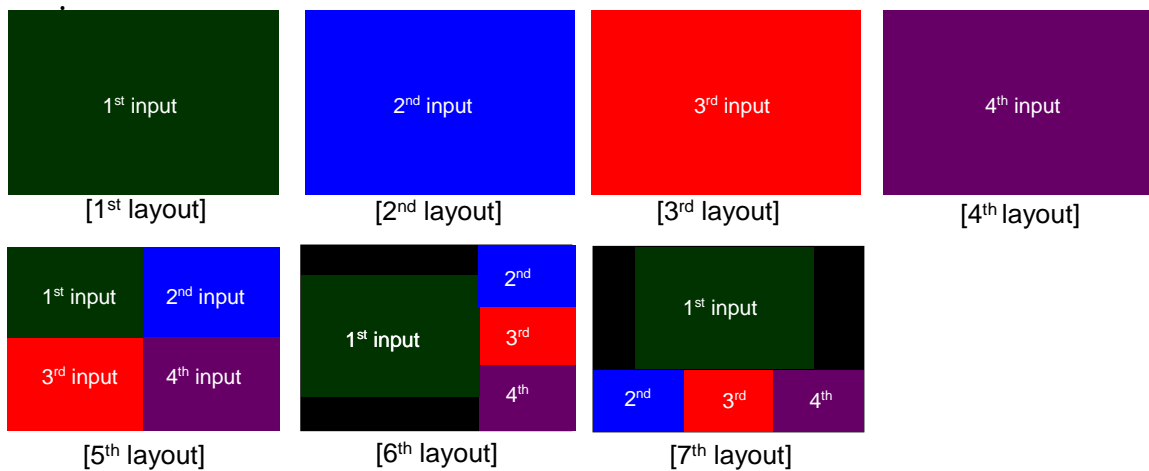 1st input
2nd input
3rd input
4th input
[1st layout]
[2nd layout]
[3rd layout]
[4th layout]
1st input
2nd input
3rd input
4th input
[5th layout]
1st input
2nd
3rd
4th
[6th layout]
1st input
2nd
3rd
4th
[7th layout]